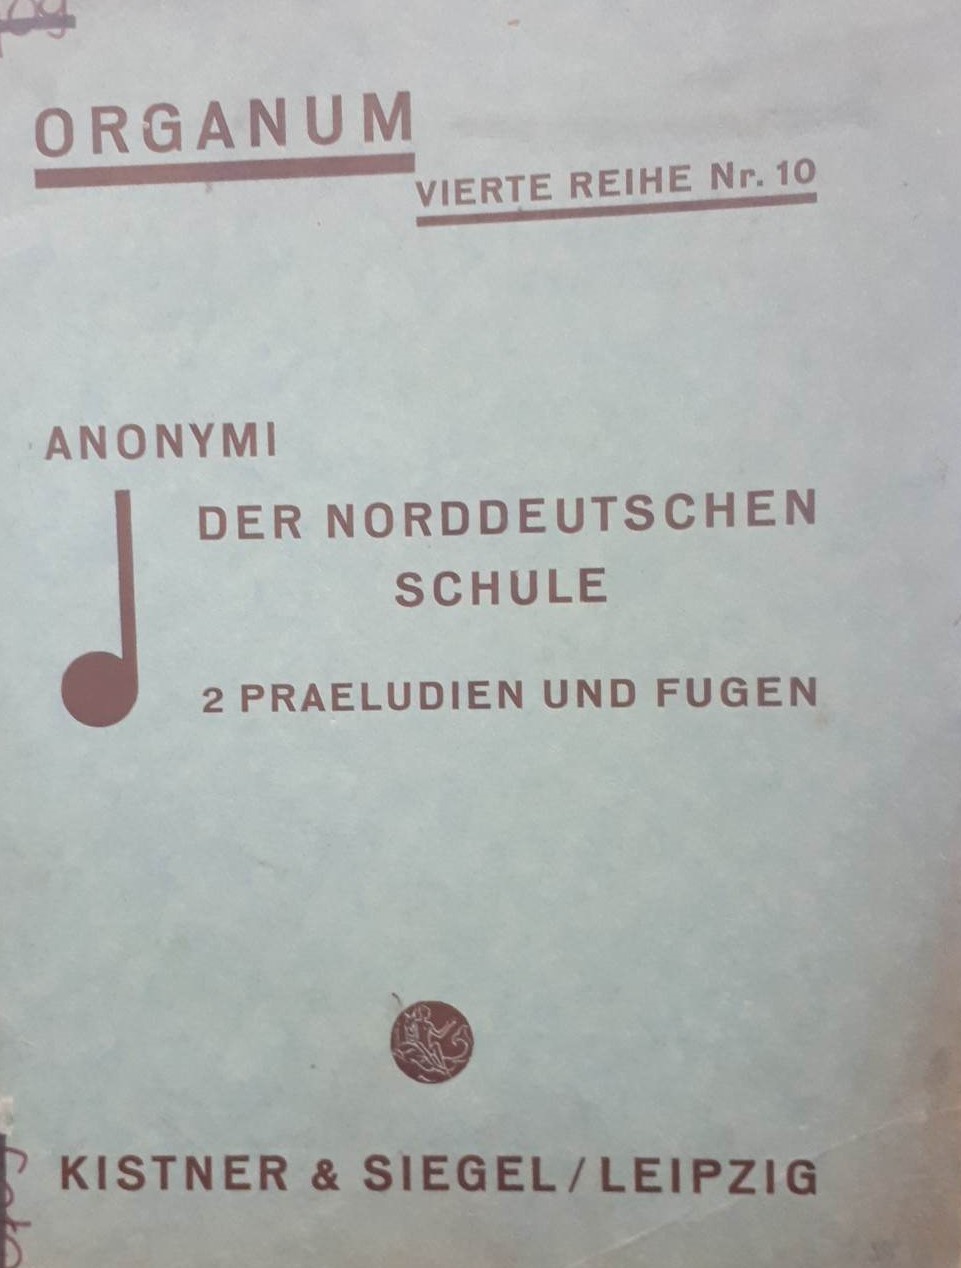 ORGANUM
VIERTE REIHE Nr. 10
ANONYMI
DER NORDDEUTSCHEN
SCHULE
2 PRAELUDIEN UND FUGEN
KISTNER & SIEGEL/LEIPZIG